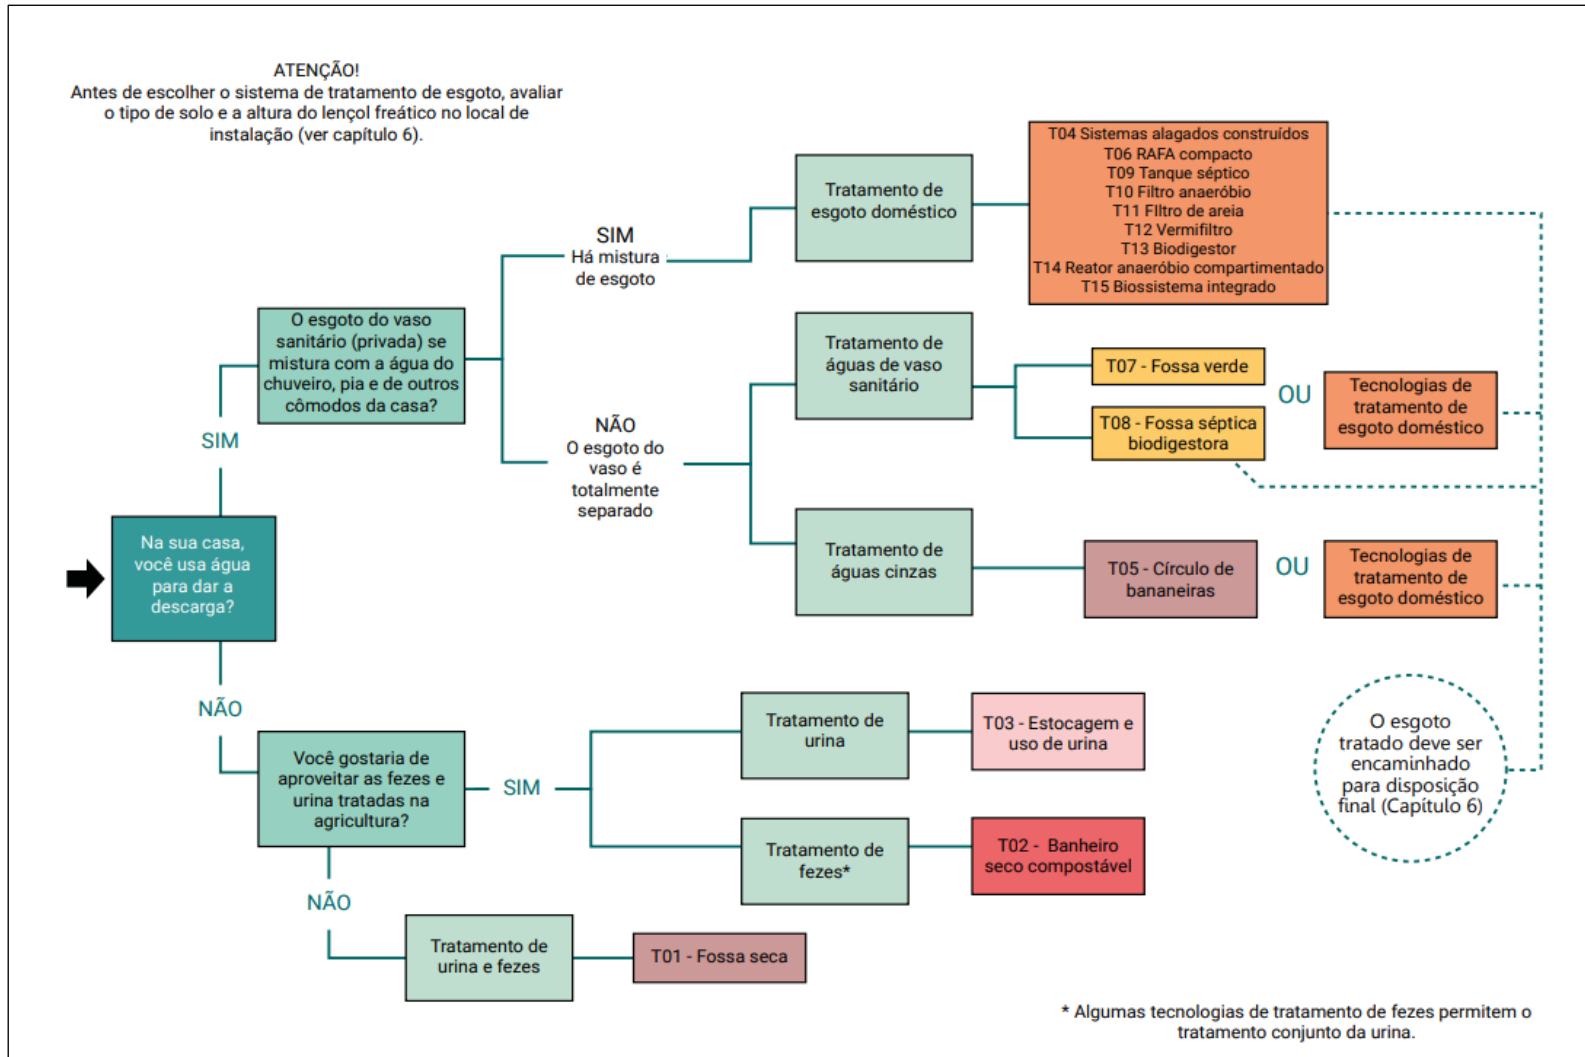 ATENÇÃO!
Antes de escolher o sistema de tratamento de esgoto, avaliar
o tipo de solo e a altura do lençol freático no local de
instalação (ver capítulo 6).
Na sua casa,
você usa água
para dar a
descarga?
SIM
O esgoto do vaso
sanitário (privada) se
mistura com a água do
chuveiro, pia e de outros
cômodos da casa?
SIM
Há mistura
de esgoto
Tratamento de
esgoto doméstico
T04 Sistemas alagados construídos
T06 RAFA compacto
T09 Tanque séptico
T10 Filtro anaeróbio
T11 FIltro de areia
T12 Vermifiltro
T13 Biodigestor
T14 Reator anaeróbio compartimentado
T15 Biossistema integrado
NÃO
O esgoto do
vaso é
totalmente
separado
Tratamento de
águas de vaso
sanitário
T07 - Fossa verde
T08 - Fossa séptica
biodigestora
OU
Tecnologias de
tratamento de
esgoto doméstico
Tratamento de
águas cinzas
T05 - Círculo de
bananeiras
OU
Tecnologias de
tratamento de
esgoto doméstico
NÃO
Você gostaria de
aproveitar as fezes e
urina tratadas na
agricultura?
SIM
Tratamento de
urina
T03 - Estocagem e
uso de urina
Tratamento de
fezes*
T02 - Banheiro
seco compostável
NÃO
Tratamento de
urina e fezes
T01 - Fossa seca
O esgoto
tratado deve ser
encaminhado
para disposição
final (Capítulo 6)
* Algumas tecnologias de tratamento de fezes permitem o
tratamento conjunto da urina.